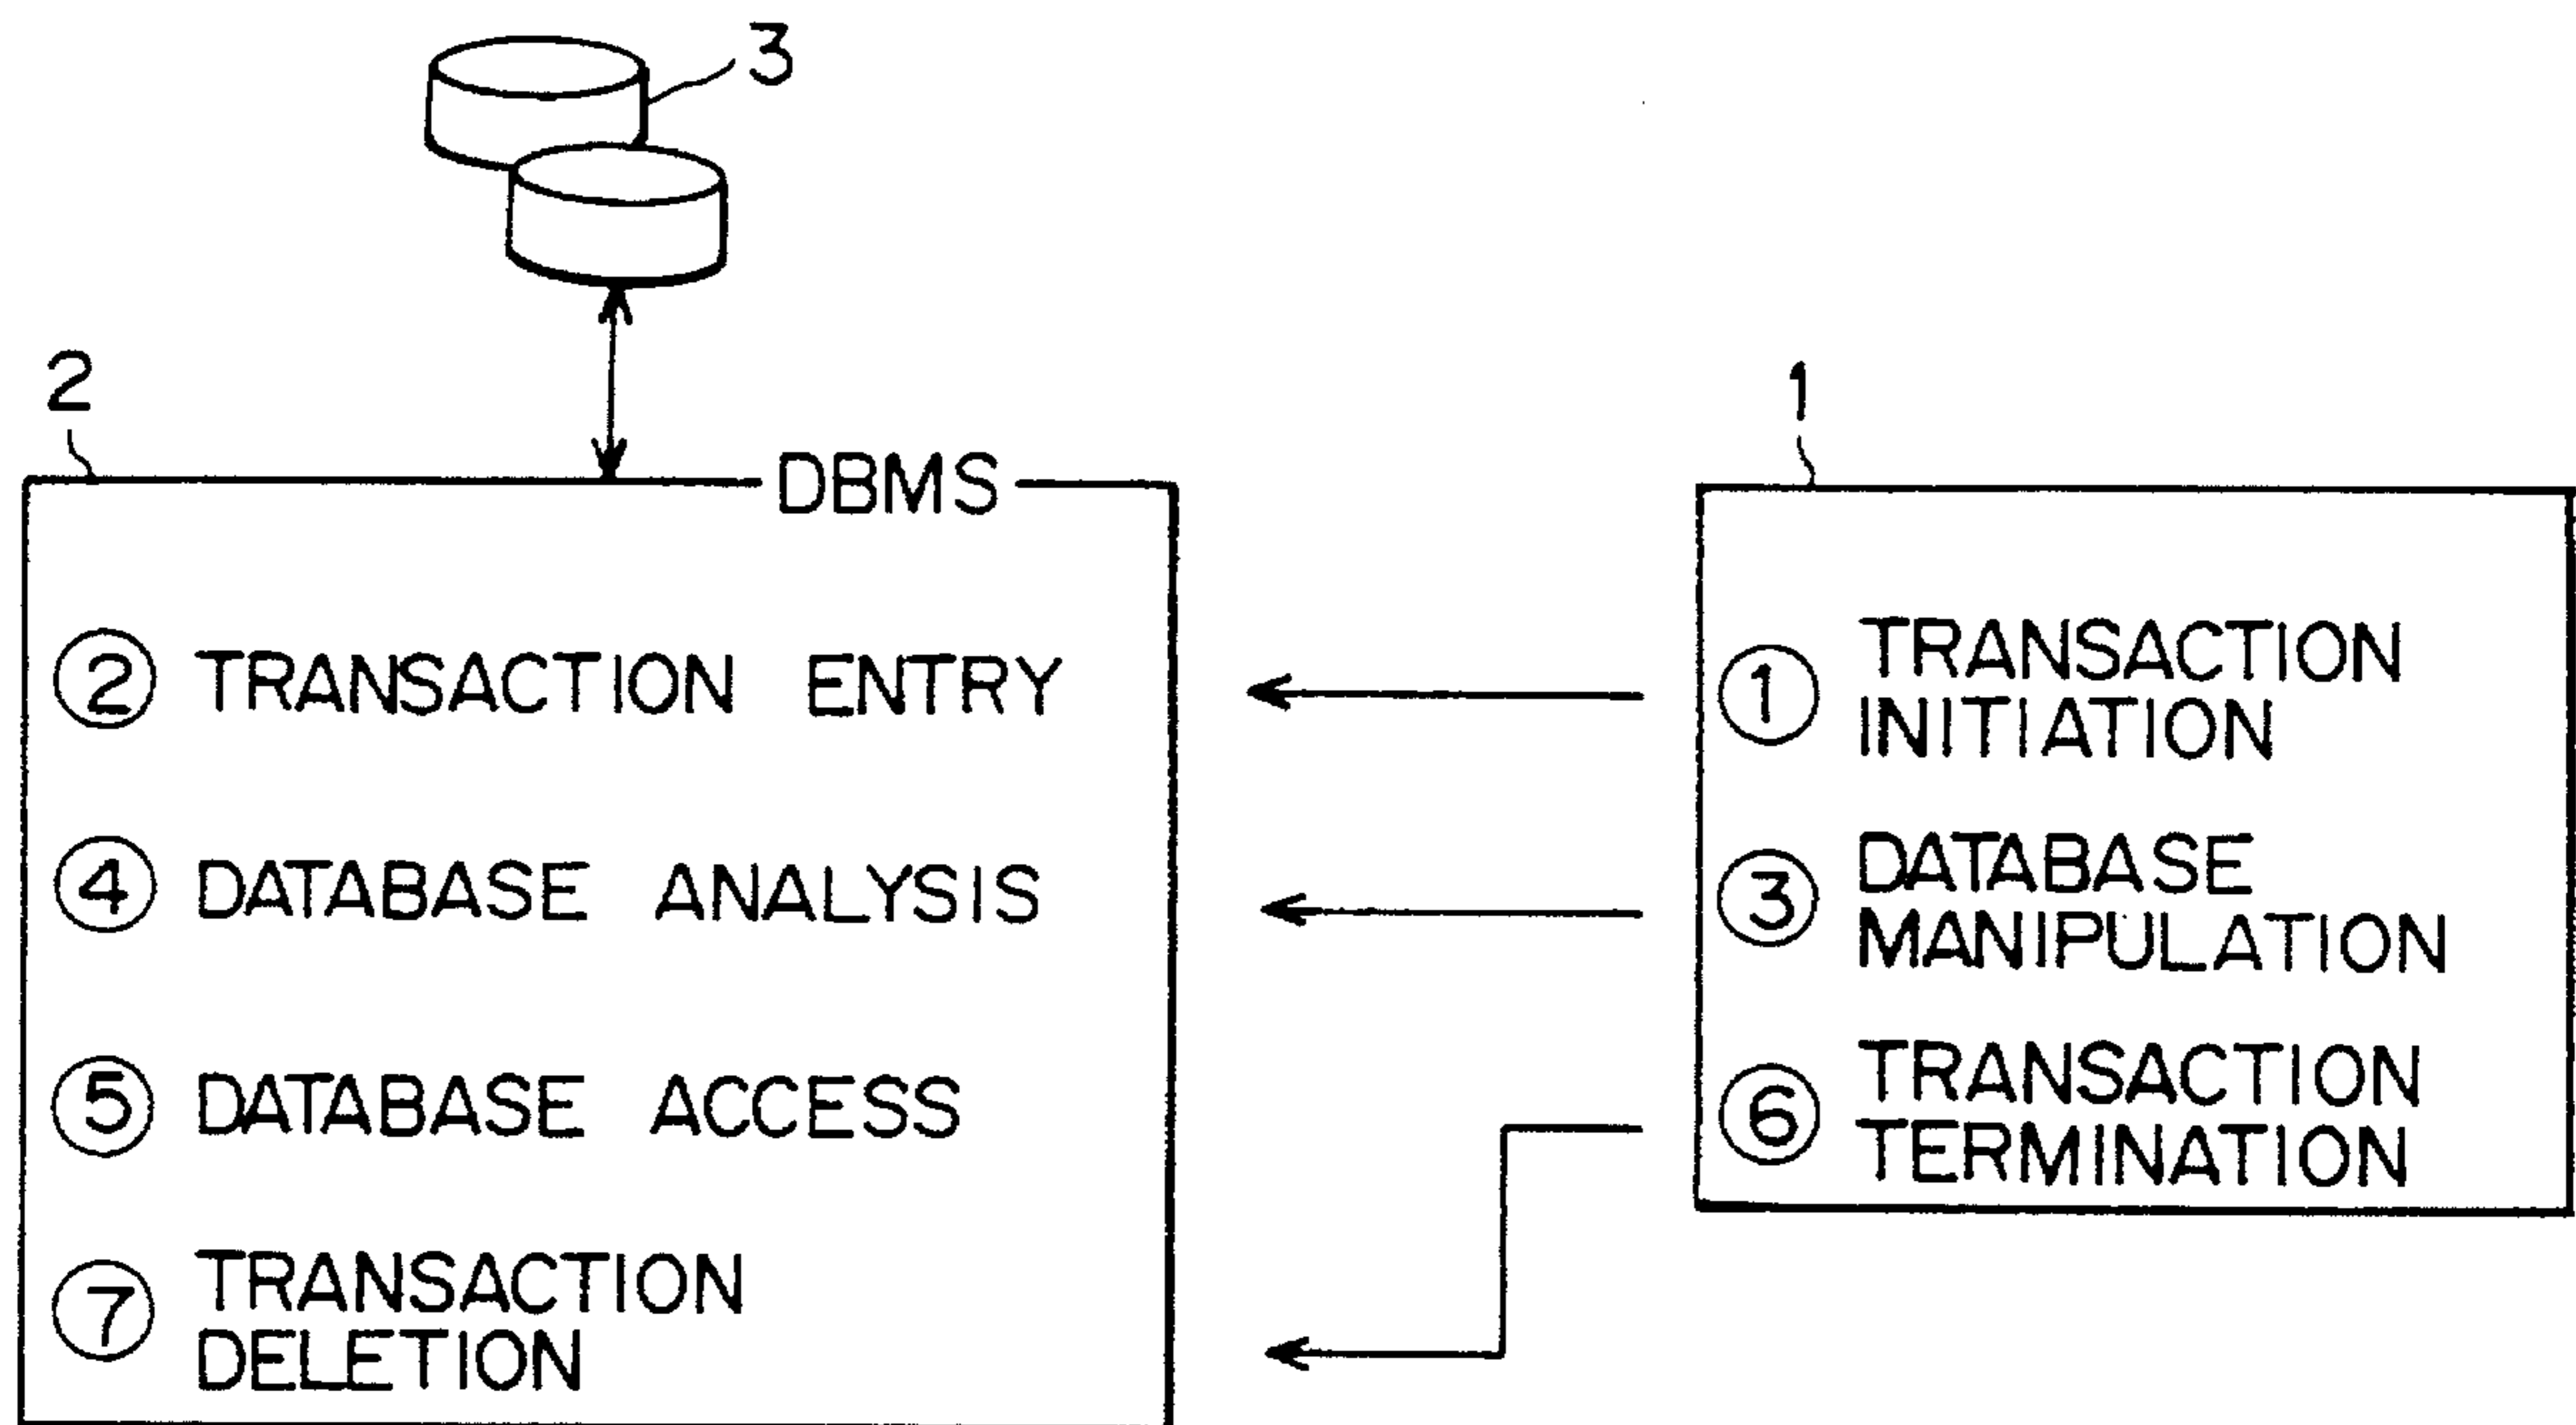 3
2
1
DBMS
② TRANSACTION ENTRY
④ DATABASE ANALYSIS
⑤ DATABASE ACCESS
⑦ TRANSACTION
DELETION
① TRANSACTION
INITIATION
③ DATABASE
MANIPULATION
⑥ TRANSACTION
TERMINATION